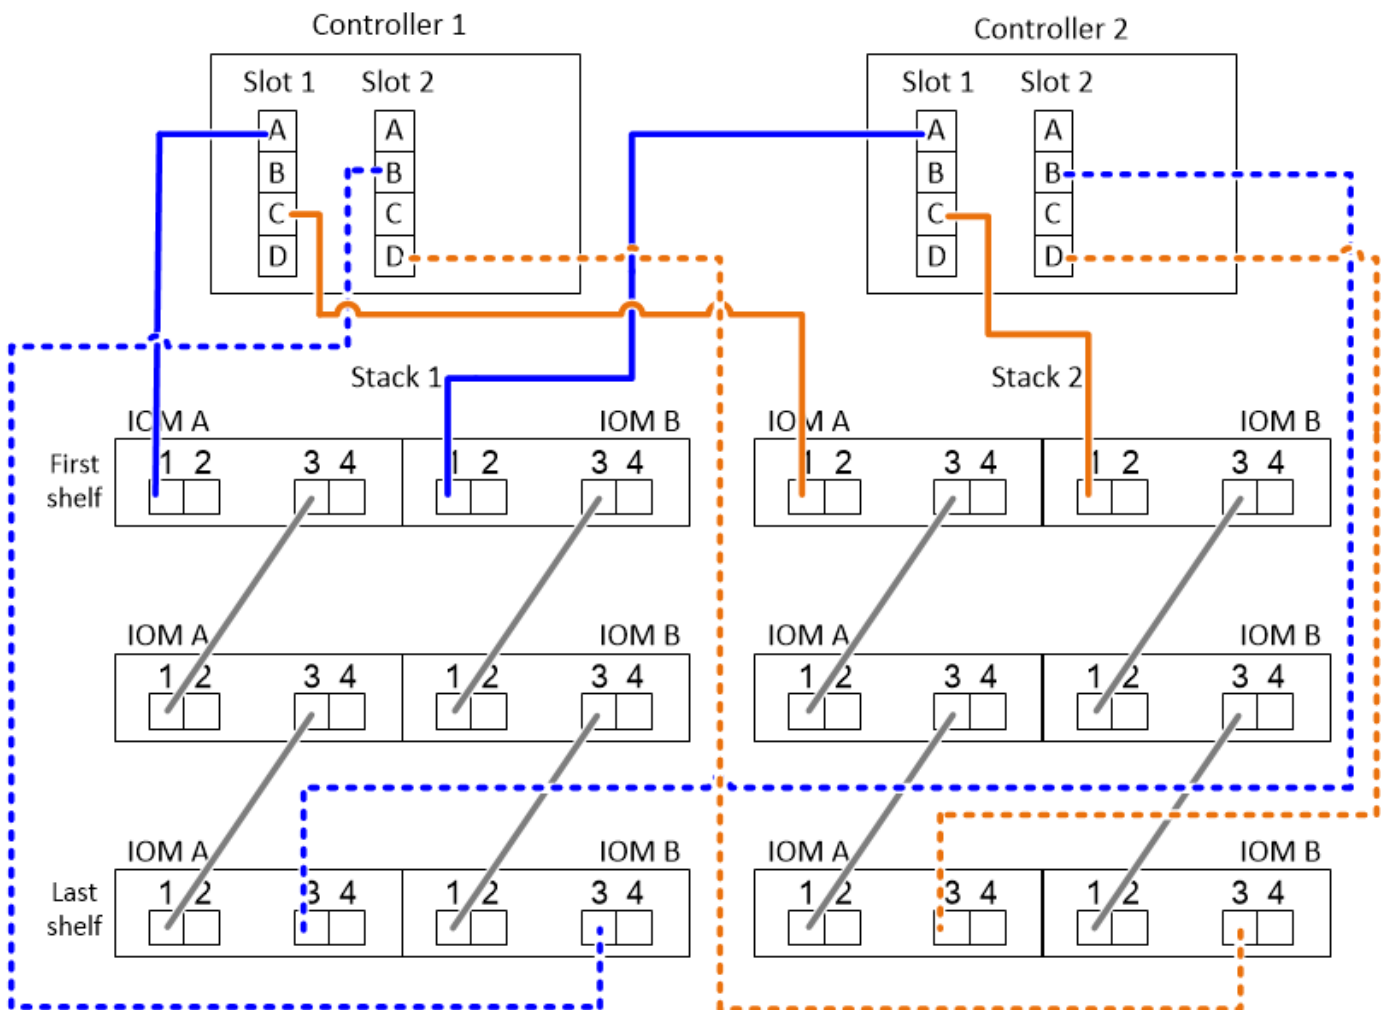 Controller 1
Controller 2
Slot 1 Slot 2
Slot 1 Slot 2
A A
A A
B B
B B
C C
C C
D D
D D
Stack 1
Stack 2
IOM A IOM B
IOM A IOM B
First shelf
1 2 3 4 1 2 3 4
1 2 3 4 1 2 3 4
IOM A IOM B
IOM A IOM B
1 2 3 4 1 2 3 4
1 2 3 4 1 2 3 4
IOM A IOM B
IOM A IOM B
Last shelf
1 2 3 4 1 2 3 4
1 2 3 4 1 2 3 4